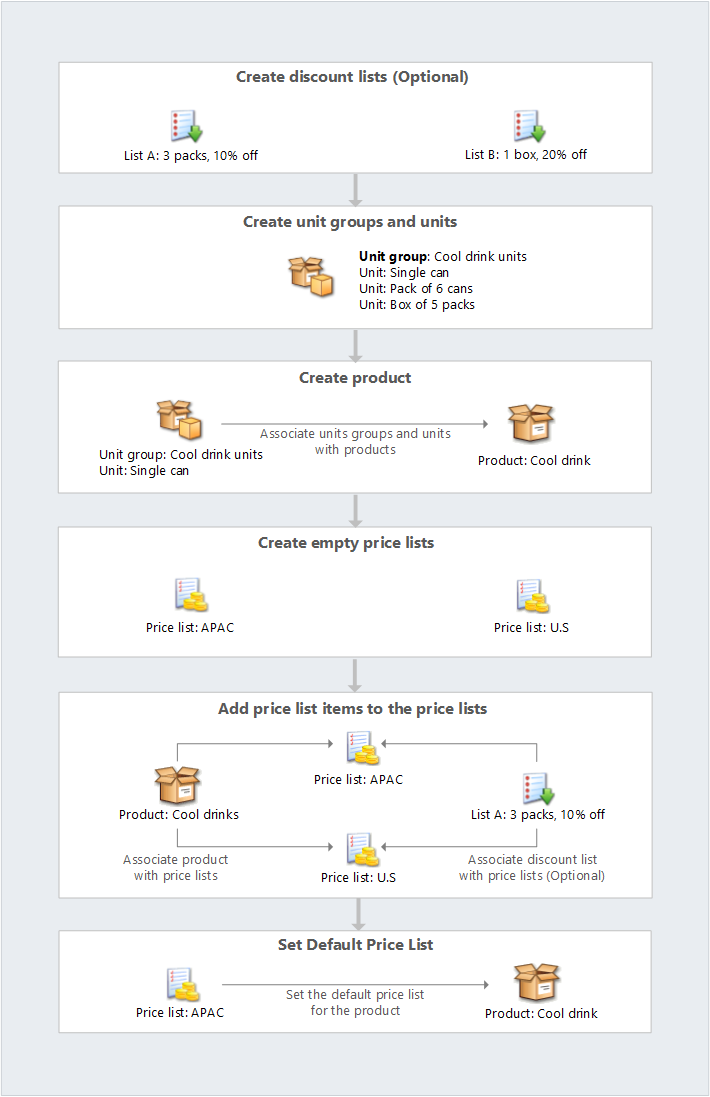 Create discount lists (Optional)
List A: 3 packs, 10% off
List B: 1 box, 20% off
Create unit groups and units
Unit group: Cool drink units
Unit: Single can
Unit: Pack of 6 cans
Unit: Box of 5 packs
Create product
Associate units groups and units
with products
Unit group: Cool drink units
Unit: Single can
Product: Cool drink
Create empty price lists
Price list: APAC
Price list: U.S
Add price list items to the price lists
Price list: APAC
Product: Cool drinks
List A: 3 packs, 10% off
Associate product
with price lists
Price list: U.S
Associate discount list
with price lists (Optional)
Set Default Price List
Price list: APAC
Set the default price list
for the product
Product: Cool drink